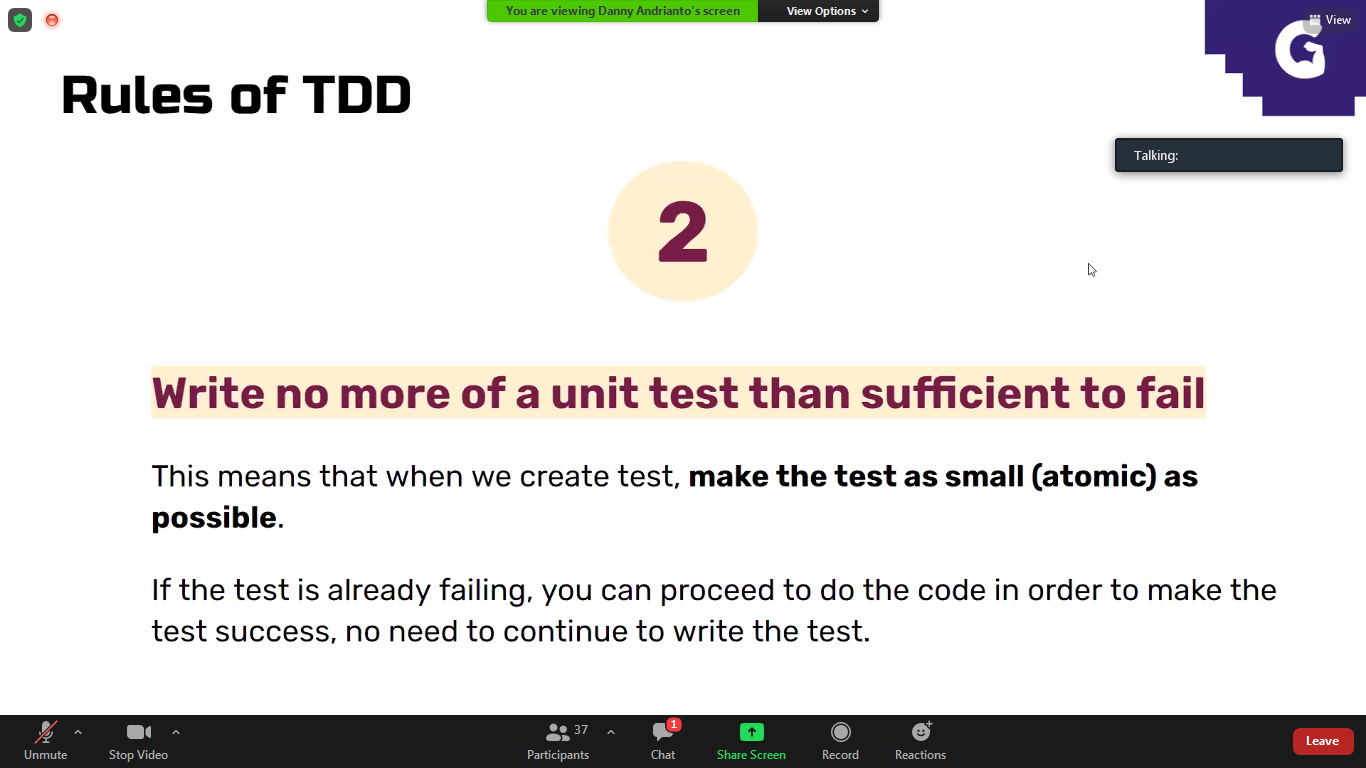 You are viewing Danny Andrianto's screen
View Options
View
G
Rules of TDD
Talking:
2
Write no more of a unit test than sufficient to fail
This means that when we create test, make the test as small (atomic) as
possible.
If the test is already failing, you can proceed to do the code in order to make the
test success, no need to continue to write the test.
Unmute
Stop Video
37
Participants
1
Chat
Share Screen
Record
Reactions
Leave